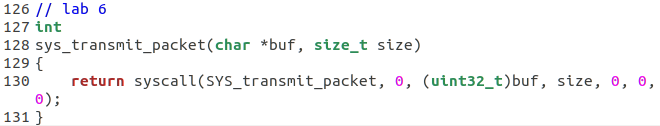 126 // lab 6
127 int
128 sys_transmit_packet(char *buf, size_t size)
129 {
130     return syscall(SYS_transmit_packet, 0, (uint32_t)buf, size, 0, 0,
0);
131 }